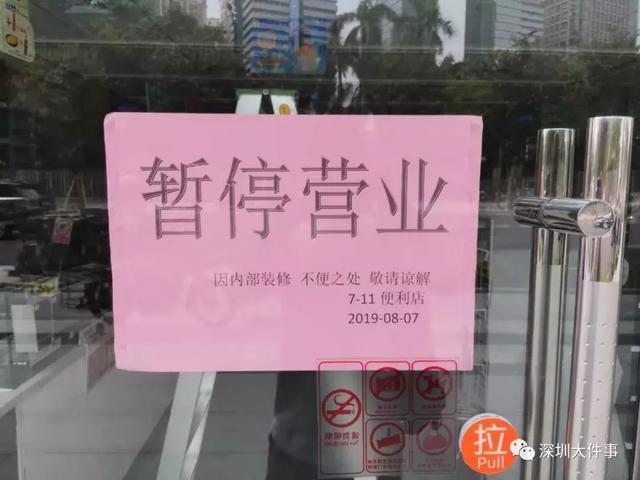 暂停营业
因内部装修 不便之处 敬请谅解
7-11 便利店
2019-08-07
拉
Pull
深圳大件事